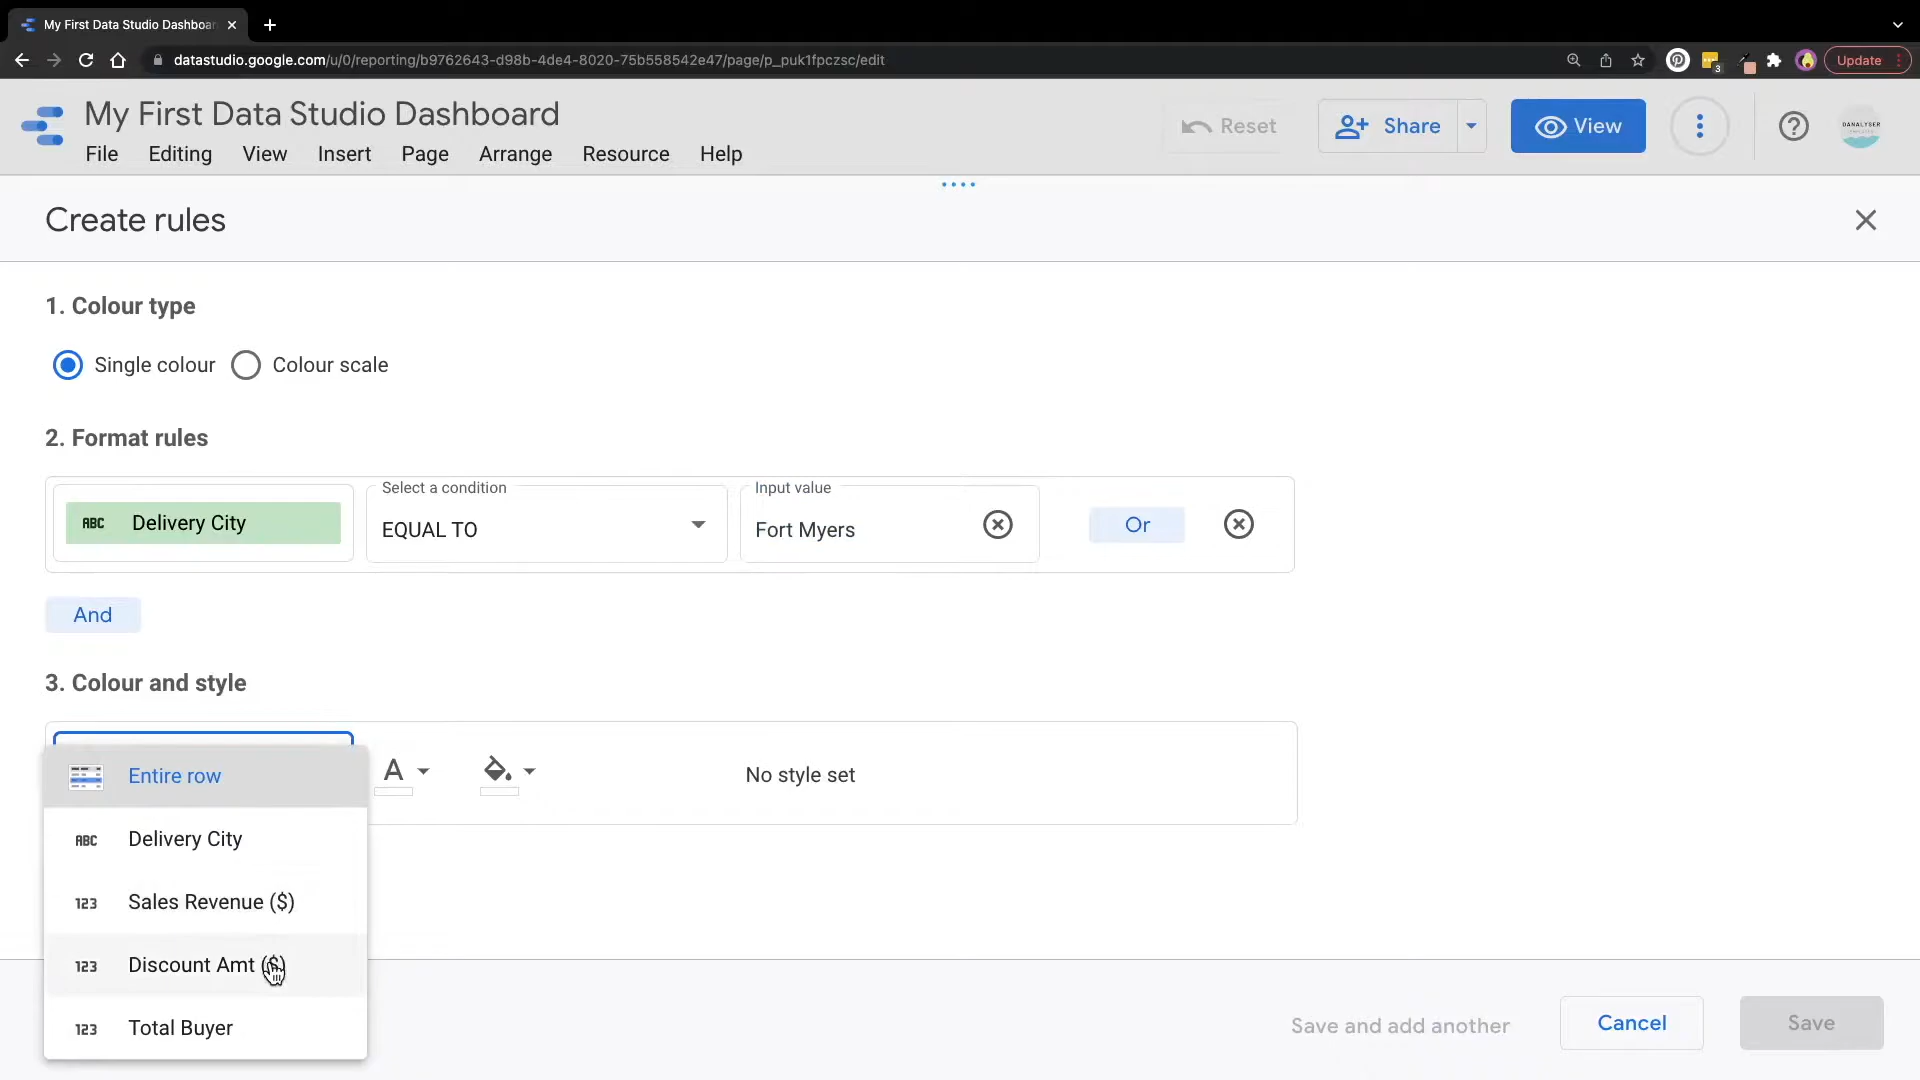 My First Data Studio Dashboar
datastudio.google.com/u/0/reporting/b9762643-d98b-4de4-8020-75b558542e47/page/p_puk1fpczsc/edit
3
Update
My First Data Studio Dashboard
File Editing View Insert Page Arrange Resource Help
Reset
Share
View
DANALYSER
Create rules
1. Colour type
Single colour
Colour scale
2. Format rules
ABC Delivery City
Select a condition
EQUAL TO
Input value
Fort Myers
Or
And
3. Colour and style
Entire row
A
No style set
ABC Delivery City
123 Sales Revenue ($)
123 Discount Amt ($)
123 Total Buyer
Save and add another
Cancel
Save